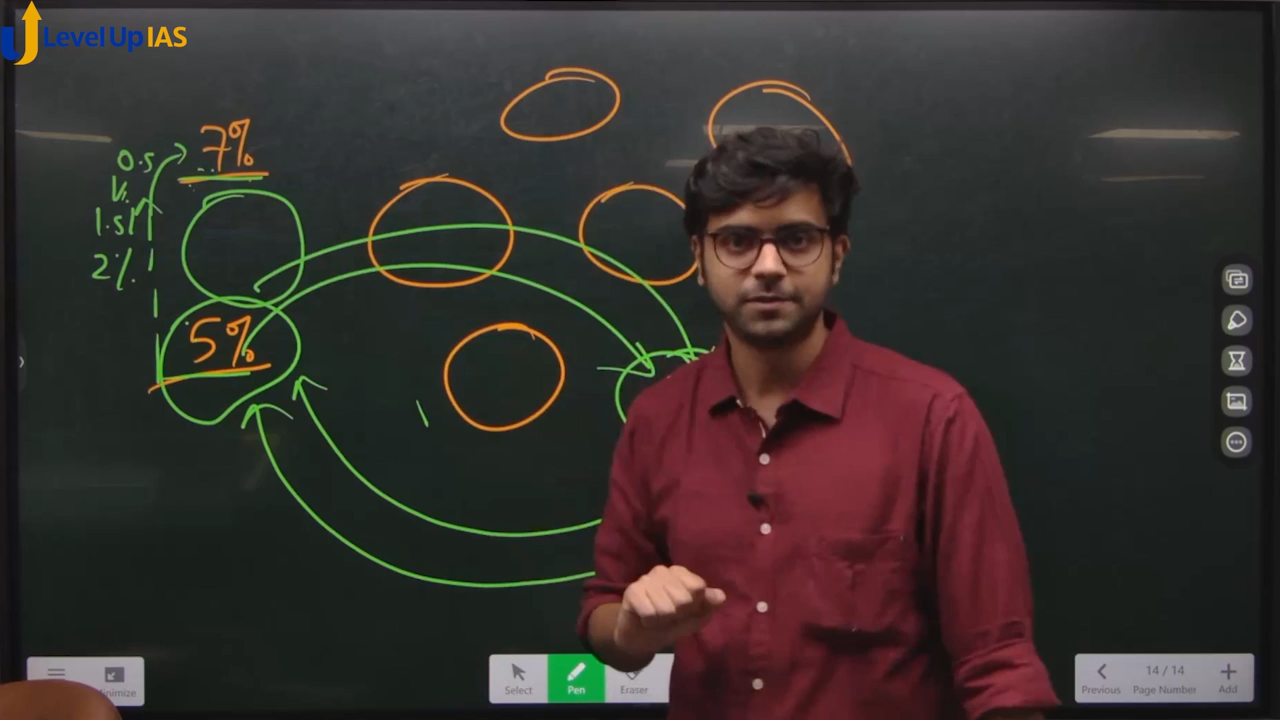 Level Up IAS
7%
0.5
1.5
2%
5%
Minimize
Select
Pen
Eraser
14 / 14
Previous
Page Number
Add